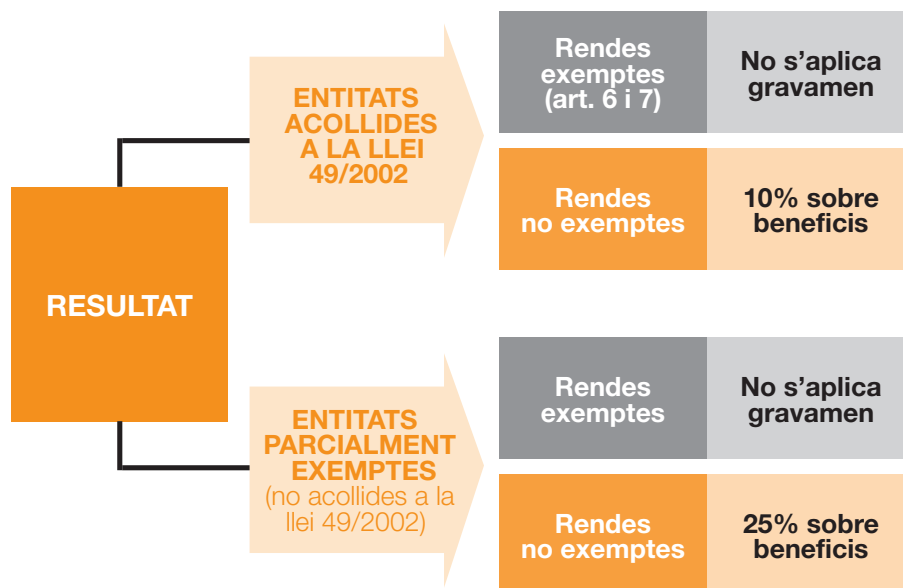 RESULTAT
ENTITATS
ACOLLIDES
A LA LLEI
49/2002
Rendes
exemptes
(art. 6 i 7)
No s'aplica
gravamen
Rendes
no exemptes
10% sobre
beneficis
ENTITATS
PARCIALMENT
EXEMPTES
(no acollides a la
llei 49/2002)
Rendes
exemptes
No s'aplica
gravamen
Rendes
no exemptes
25% sobre
beneficis